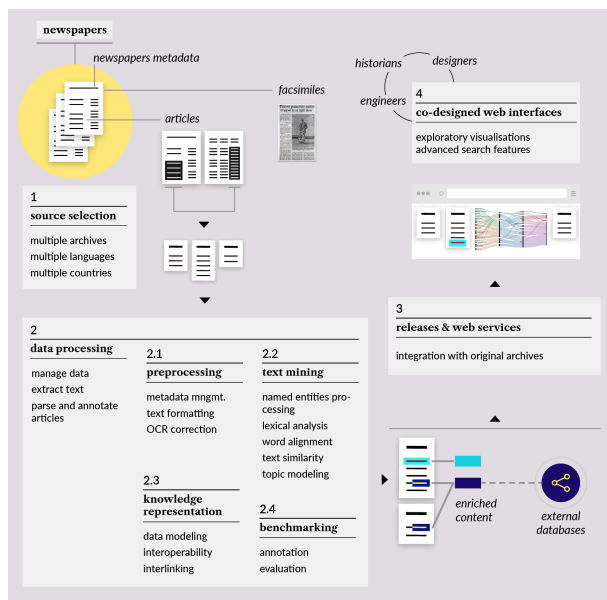 newspapers
newspapers metadata
facsimiles
articles
1
source selection
multiple archives
multiple languages
multiple countries
2
data processing
manage data
extract text
parse and annotate
articles
2.1
preprocessing
metadata mngmt.
text formatting
OCR correction
2.2
text mining
named entities pro-
cessing
lexical analysis
word alignment
text similarity
topic modeling
2.3
knowledge
representation
data modeling
interoperability
interlinking
2.4
benchmarking
annotation
evaluation
historians
designers
engineers
4
co-designed web interfaces
exploratory visualisations
advanced search features
3
releases & web services
integration with original archives
enriched
content
external
databases